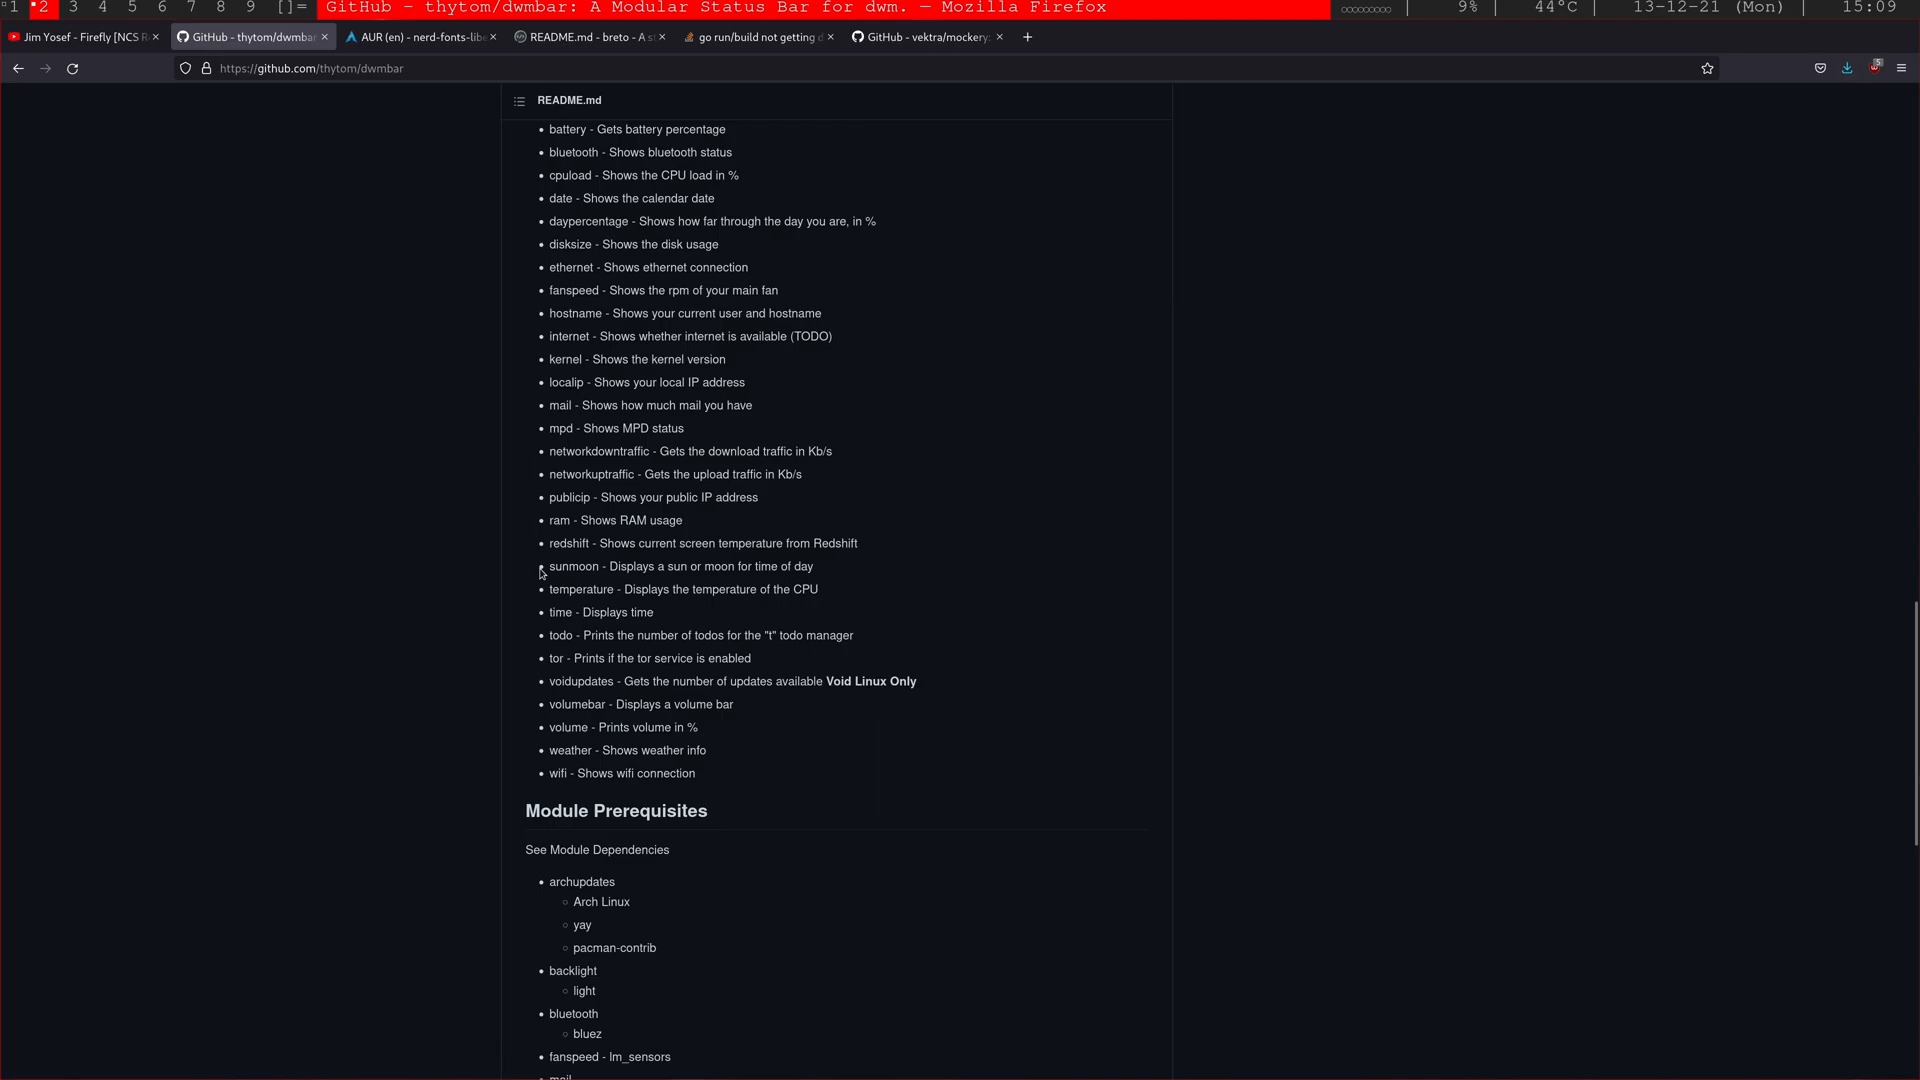 1 2 3 4 5 6 7 8 9 []= GitHub - thytom/dwmbar: A Modular Status Bar for dwm. — Mozilla Firefox | 9% | 44°C | 13-12-21 (Mon) | 15:09
Jim Yosef - Firefly [NCS R GitHub - thytom/dwmbar AUR (en) - nerd-fonts-libe README.md - breto - A s go run/build not getting d GitHub - vektra/mockery:
https://github.com/thytom/dwmbar 5
README.md
battery - Gets battery percentage
bluetooth - Shows bluetooth status
cpuload - Shows the CPU load in %
date - Shows the calendar date
daypercentage - Shows how far through the day you are, in %
disksize - Shows the disk usage
ethernet - Shows ethernet connection
fanspeed - Shows the rpm of your main fan
hostname - Shows your current user and hostname
internet - Shows whether internet is available (TODO)
kernel - Shows the kernel version
localip - Shows your local IP address
mail - Shows how much mail you have
mpd - Shows MPD status
networkdowntraffic - Gets the download traffic in Kb/s
networkuptraffic - Gets the upload traffic in Kb/s
publicip - Shows your public IP address
ram - Shows RAM usage
redshift - Shows current screen temperature from Redshift
sunmoon - Displays a sun or moon for time of day
temperature - Displays the temperature of the CPU
time - Displays time
todo - Prints the number of todos for the "t" todo manager
tor - Prints if the tor service is enabled
voidupdates - Gets the number of updates available Void Linux Only
volumebar - Displays a volume bar
volume - Prints volume in %
weather - Shows weather info
wifi - Shows wifi connection
Module Prerequisites
See Module Dependencies
archupdates
Arch Linux
yay
pacman-contrib
backlight
light
bluetooth
bluez
fanspeed - lm_sensors
mail